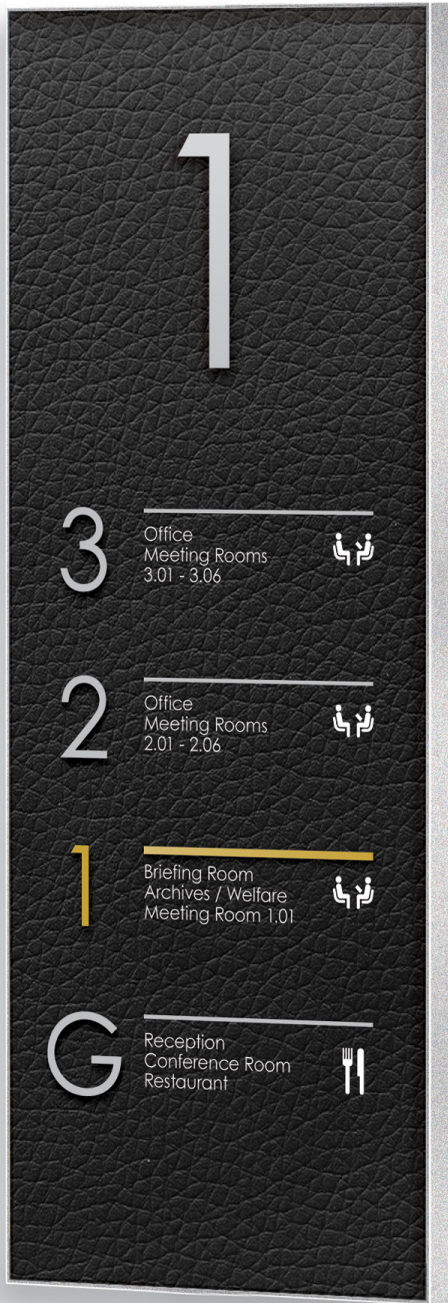 1
3
Office
Meeting Rooms
3.01 - 3.06
2
Office
Meeting Rooms
2.01 - 2.06
1
Briefing Room
Archives / Welfare
Meeting Room 1.01
G
Reception
Conference Room
Restaurant